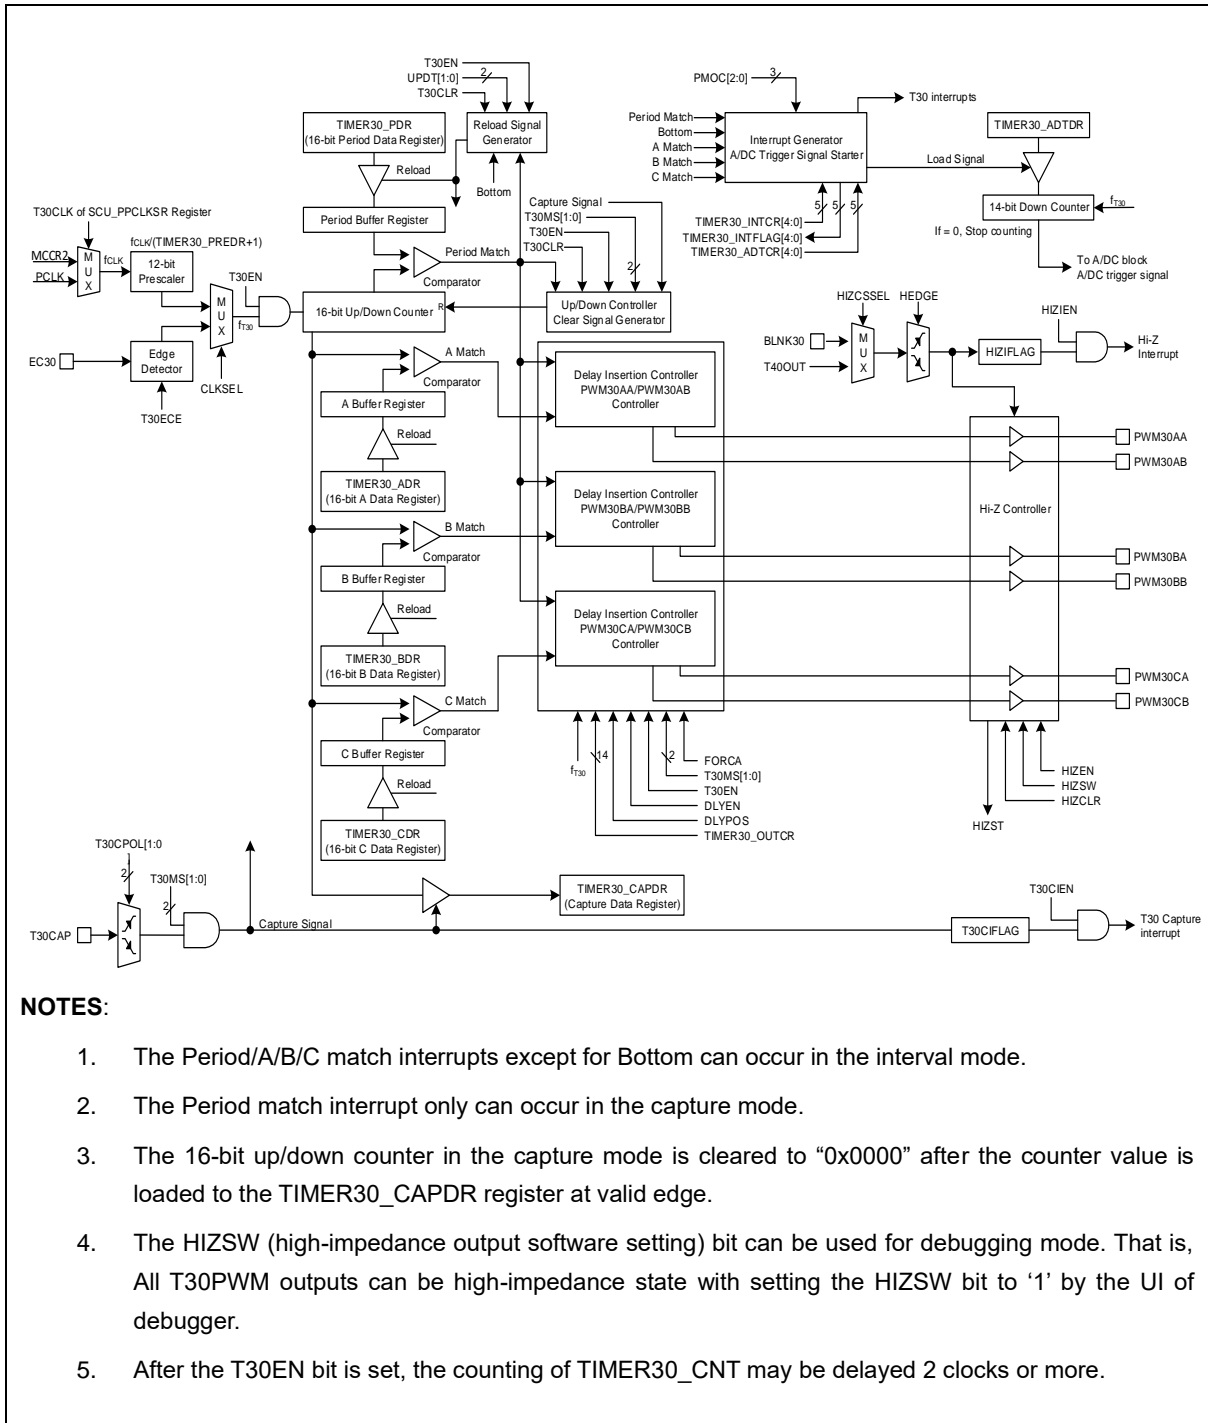 T30EN
UPDT[1:0]
2
T30CLR
TIMER30_PDR
(16-bit Period Data Register)
Reload Signal
Generator
Reload
Bottom
Period Buffer Register
PMOC[2:0]
3
T30 interrupts
Period Match
Bottom
A Match
B Match
C Match
Interrupt Generator
A/DC Trigger Signal Starter
Load Signal
TIMER30_ADTDR
14-bit Down Counter
fT30
If = 0, Stop counting
To A/DC block
A/DC trigger signal
5
5
5
TIMER30_INTCR[4:0]
TIMER30_INTFLAG[4:0]
TIMER30_ADTCR[4:0]
Capture Signal
T30MS[1:0]
T30EN
T30CLR
2
Period Match
Comparator
T30CLK of SCU_PPCLKSR Register
MCCR2
PCLK
M
U
X
fCLK
fCLK/(TIMER30_PREDR+1)
12-bit
Prescaler
T30EN
M
U
X
fT30
16-bit Up/Down Counter
R
Up/Down Controller
Clear Signal Generator
EC30
Edge
Detector
CLKSEL
T30ECE
HIZCSSEL
HEDGE
BLNK30
T40OUT
M
U
X
HIZIEN
HIZIFLAG
Hi-Z
Interrupt
A Match
Comparator
A Buffer Register
Reload
TIMER30_ADR
(16-bit A Data Register)
Delay Insertion Controller
PWM30AA/PWM30AB
Controller
PWM30AA
PWM30AB
B Match
Comparator
B Buffer Register
Reload
TIMER30_BDR
(16-bit B Data Register)
Delay Insertion Controller
PWM30BA/PWM30BB
Controller
Hi-Z Controller
PWM30BA
PWM30BB
Delay Insertion Controller
PWM30CA/PWM30CB
Controller
PWM30CA
PWM30CB
C Match
Comparator
C Buffer Register
Reload
TIMER30_CDR
(16-bit C Data Register)
fT30
14
2
FORCA
T30MS[1:0]
T30EN
DLYEN
DLYPOS
TIMER30_OUTCR
HIZEN
HIZSW
HIZCLR
HIZST
T30CPOL[1:0
]
2
T30MS[1:0]
2
T30CAP
Capture Signal
TIMER30_CAPDR
(Capture Data Register)
T30CIEN
T30CIFLAG
T30 Capture
interrupt
NOTES:
1. The Period/A/B/C match interrupts except for Bottom can occur in the interval mode.
2. The Period match interrupt only can occur in the capture mode.
3. The 16-bit up/down counter in the capture mode is cleared to “0x0000” after the counter value is
loaded to the TIMER30_CAPDR register at valid edge.
4. The HIZSW (high-impedance output software setting) bit can be used for debugging mode. That is,
All T30PWM outputs can be high-impedance state with setting the HIZSW bit to ‘1’ by the UI of
debugger.
5. After the T30EN bit is set, the counting of TIMER30_CNT may be delayed 2 clocks or more.